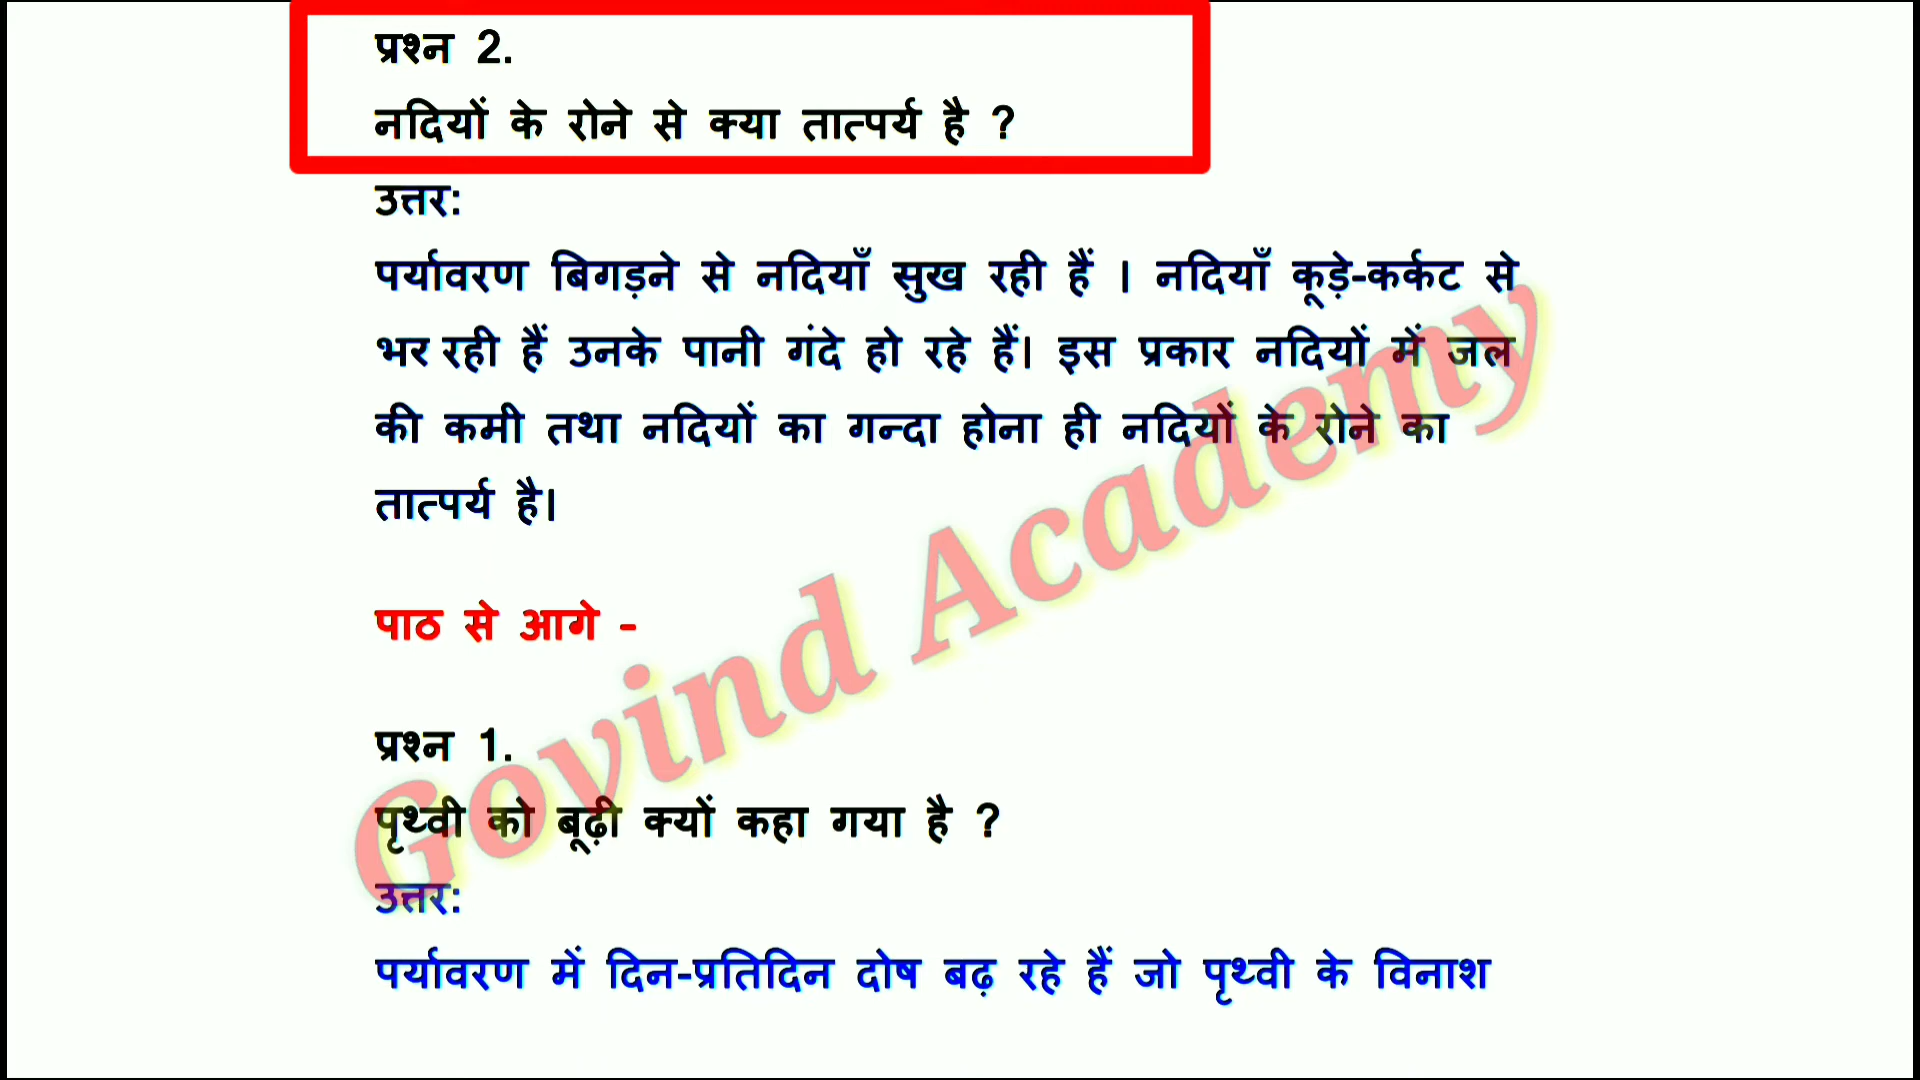 प्रश्न 2.
नदियों के रोने से क्या तात्पर्य है ?
उत्तर:
पर्यावरण बिगड़ने से नदियाँ सुख रही हैं । नदियाँ कूड़े-कर्कट से
भर रही हैं उनके पानी गंदे हो रहे हैं। इस प्रकार नदियों में जल
की कमी तथा नदियों का गन्दा होना ही नदियों के रोने का
तात्पर्य है।
पाठ से आगे -
प्रश्न 1.
पृथ्वी को बूढ़ी क्यों कहा गया है ?
उत्तर:
पर्यावरण में दिन-प्रतिदिन दोष बढ़ रहे हैं जो पृथ्वी के विनाश
Govind Academy